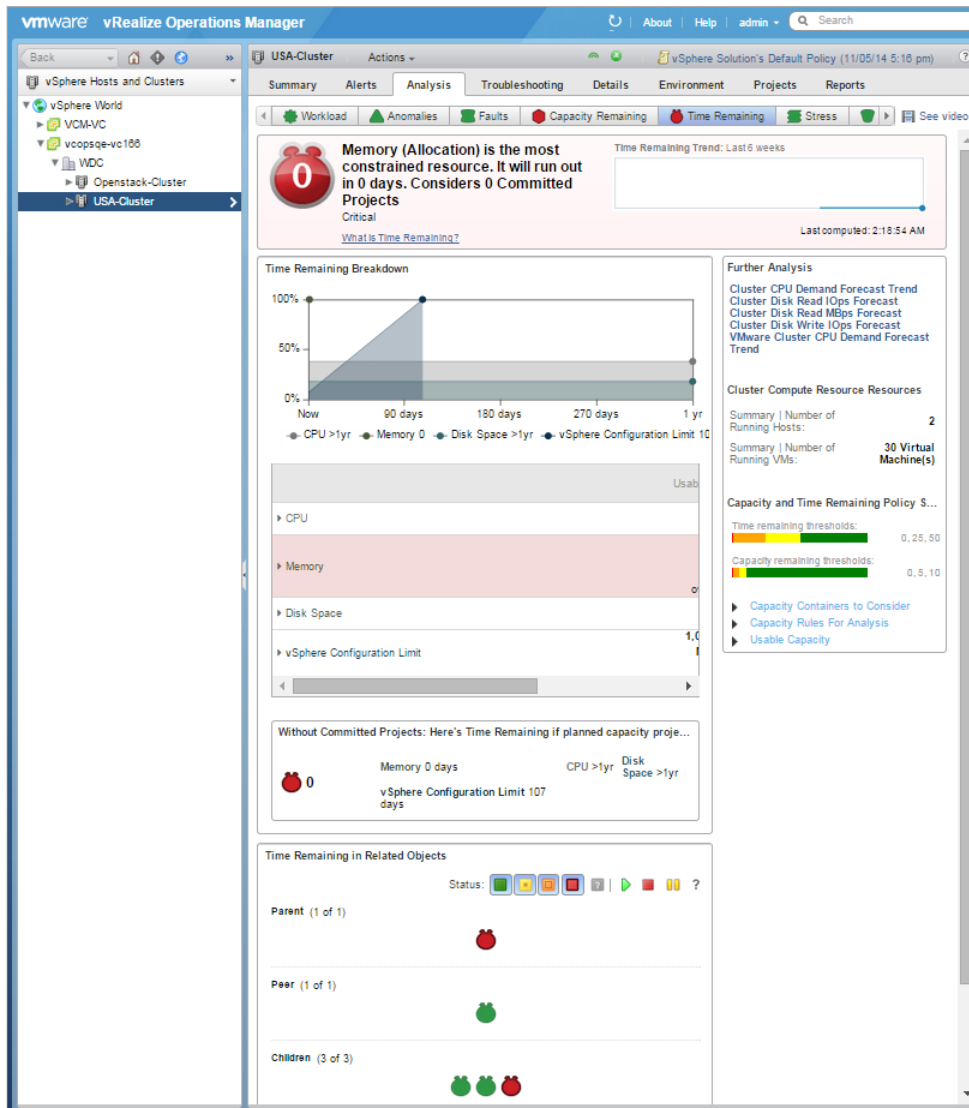 vmware vRealize Operations Manager
About Help admin Search
Back
USA-Cluster Actions vSphere Solution's Default Policy (11/05/14 5:16 pm) ?
vSphere Hosts and Clusters
Summary Alerts Analysis Troubleshooting Details Environment Projects Reports
vSphere World
VCM-VC
vcopsqe-vc166
WDC
Openstack-Cluster
USA-Cluster
Workload Anomalies Faults Capacity Remaining Time Remaining Stress See video
0
Memory (Allocation) is the most
constrained resource. It will run out
in 0 days. Considers 0 Committed
Projects
Critical
What is Time Remaining?
Time Remaining Trend: Last 6 weeks
Last computed: 2:18:54 AM
Time Remaining Breakdown
100%
50%
0%
Now 90 days 180 days 270 days 1 yr
CPU >1yr Memory 0 Disk Space >1yr vSphere Configuration Limit 10
Usab
CPU
Memory
o
Disk Space
1,0
vSphere Configuration Limit
Without Committed Projects: Here's Time Remaining if planned capacity proje...
0
Memory 0 days CPU >1yr Disk
Space >1yr
vSphere Configuration Limit 107
days
Further Analysis
Cluster CPU Demand Forecast Trend
Cluster Disk Read IOps Forecast
Cluster Disk Read MBps Forecast
Cluster Disk Write IOps Forecast
VMware Cluster CPU Demand Forecast
Trend
Cluster Compute Resource Resources
Summary | Number of
Running Hosts: 2
Summary | Number of 30 Virtual
Running VMs: Machine(s)
Capacity and Time Remaining Policy S...
Time remaining thresholds:
0, 25, 50
Capacity remaining thresholds:
0, 5, 10
Capacity Containers to Consider
Capacity Rules For Analysis
Usable Capacity
Time Remaining in Related Objects
Status: ? ?
Parent (1 of 1)
Peer (1 of 1)
Children (3 of 3)